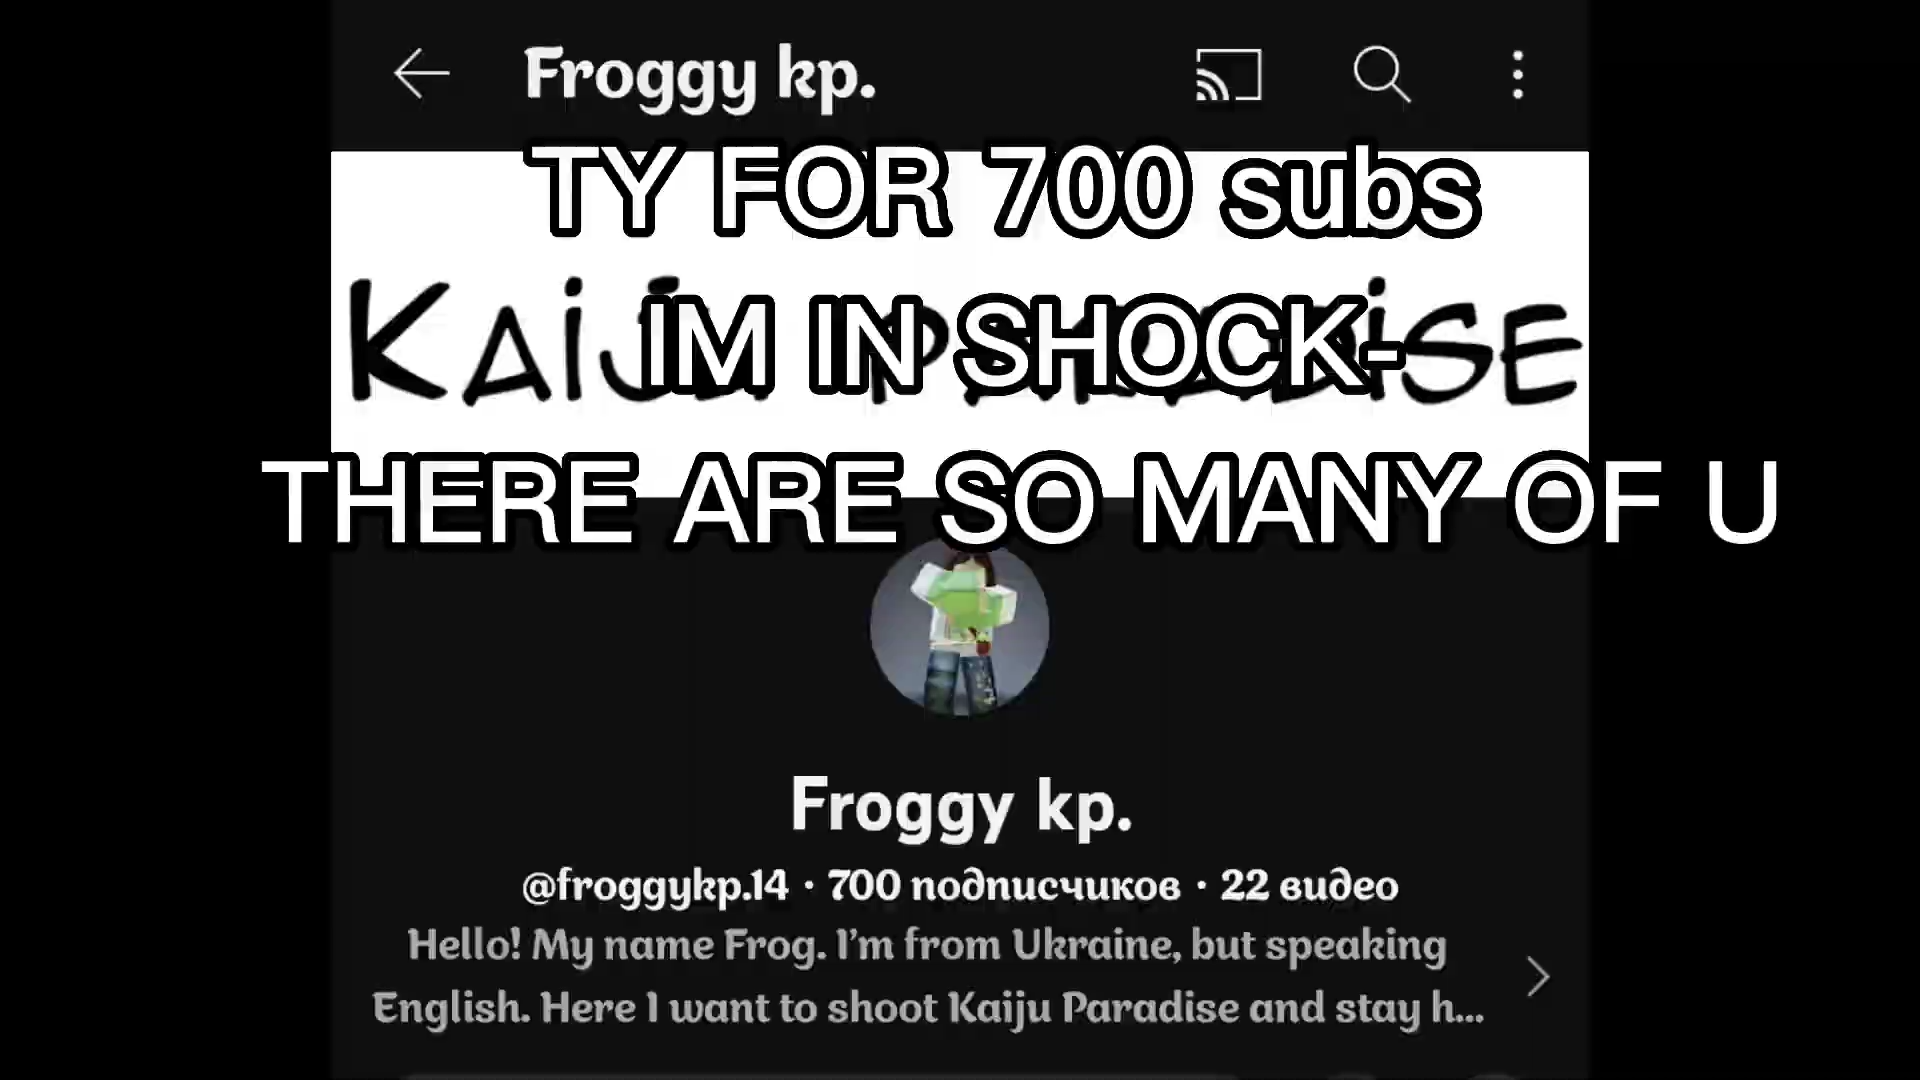 Froggy kp.
TY FOR 700 subs
KAIJU PARADISE
IM IN SHOCK-
THERE ARE SO MANY OF U
Froggy kp.
@froggykp.14 · 700 подписчиков · 22 видео
Hello! My name Frog. I'm from Ukraine, but speaking
English. Here I want to shoot Kaiju Paradise and stay h...